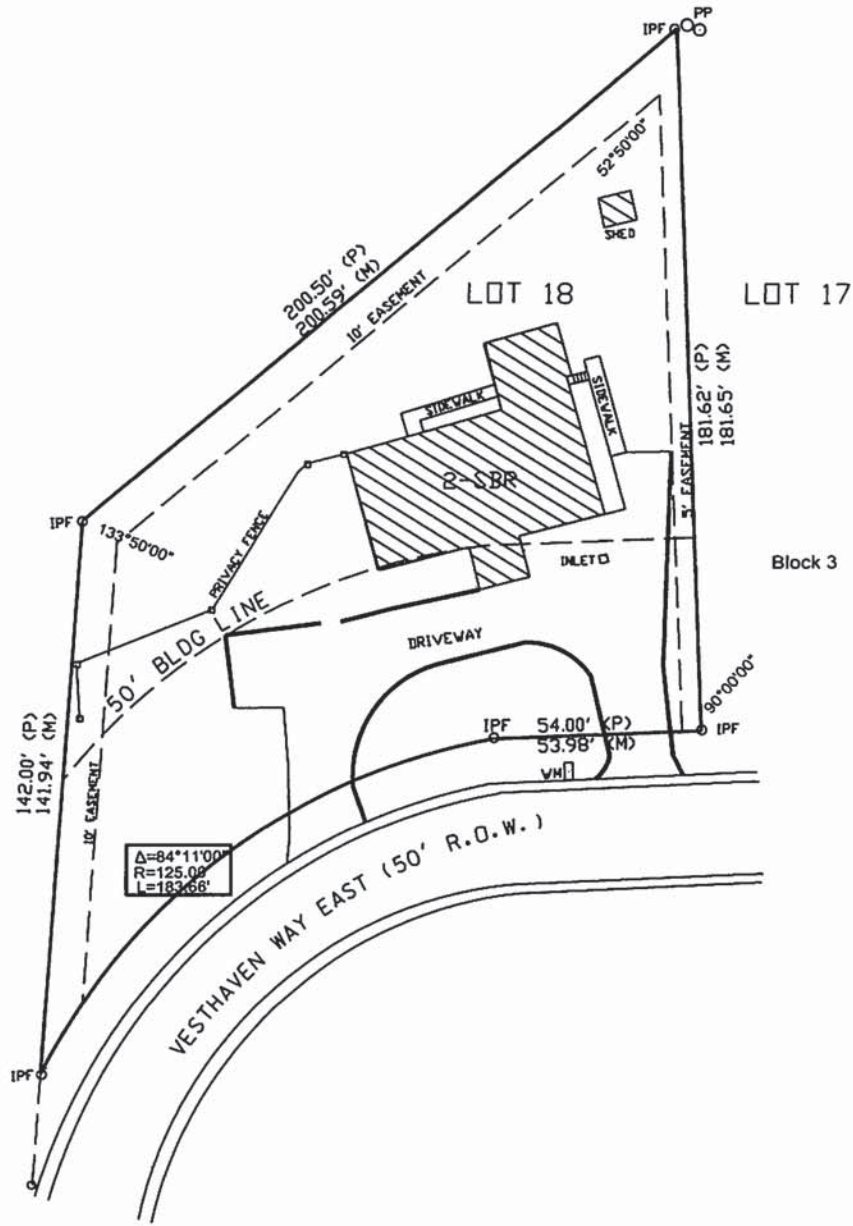 PP
IPF
52°50'00"
SHED
200.50' (P)
200.59' (M)
10' EASEMENT
LOT 18
LOT 17
181.62' (P)
181.65' (M)
5' EASEMENT
SIDEWALK
SIDEWALK
2-SBR
IPF
133°50'00"
PRIVACY FENCE
INLET
Block 3
50' BLDG LINE
DRIVEWAY
90°00'00"
IPF
54.00' (P)
53.98' (M)
IPF
WM
142.00' (P)
141.94' (M)
10' EASEMENT
Δ=84°11'00"
R=125.00
L=183.66'
VESTHAVEN WAY EAST (50' R.O.W.)
IPF